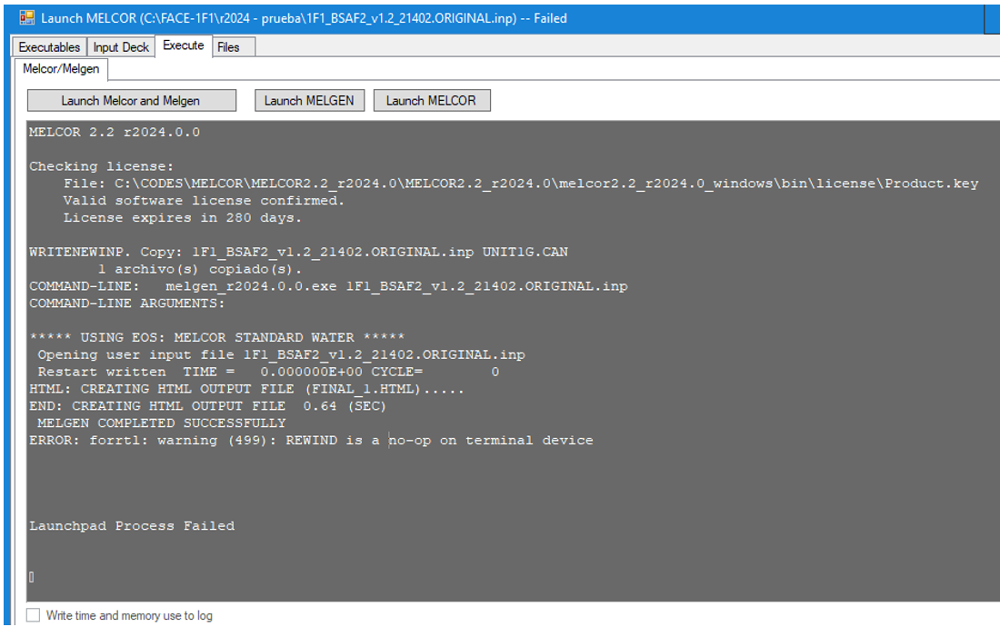 Launch MELCOR (C:\FACE-1F1\r2024 - prueba\1F1_BSAF2_v1.2_21402.ORIGINAL.inp) -- Failed
Executables Input Deck Execute Files
Melcor/Melgen
Launch Melcor and Melgen Launch MELGEN Launch MELCOR
MELCOR 2.2 r2024.0.0
Checking license:
File: C:\CODES\MELCOR\MELCOR2.2_r2024.0\MELCOR2.2_r2024.0\melcor2.2_r2024.0_windows\bin\license\Product.key
Valid software license confirmed.
License expires in 280 days.
WRITENEWINP. Copy: 1F1_BSAF2_v1.2_21402.ORIGINAL.inp UNIT1G.CAN
1 archivo(s) copiado(s).
COMMAND-LINE: melgen_r2024.0.0.exe 1F1_BSAF2_v1.2_21402.ORIGINAL.inp
COMMAND-LINE ARGUMENTS:
***** USING EOS: MELCOR STANDARD WATER *****
Opening user input file 1F1_BSAF2_v1.2_21402.ORIGINAL.inp
Restart written TIME = 0.000000E+00 CYCLE= 0
HTML: CREATING HTML OUTPUT FILE (FINAL_1.HTML).....
END: CREATING HTML OUTPUT FILE 0.64 (SEC)
MELGEN COMPLETED SUCCESSFULLY
ERROR: forrtl: warning (499): REWIND is a no-op on terminal device
Launchpad Process Failed
Write time and memory use to log